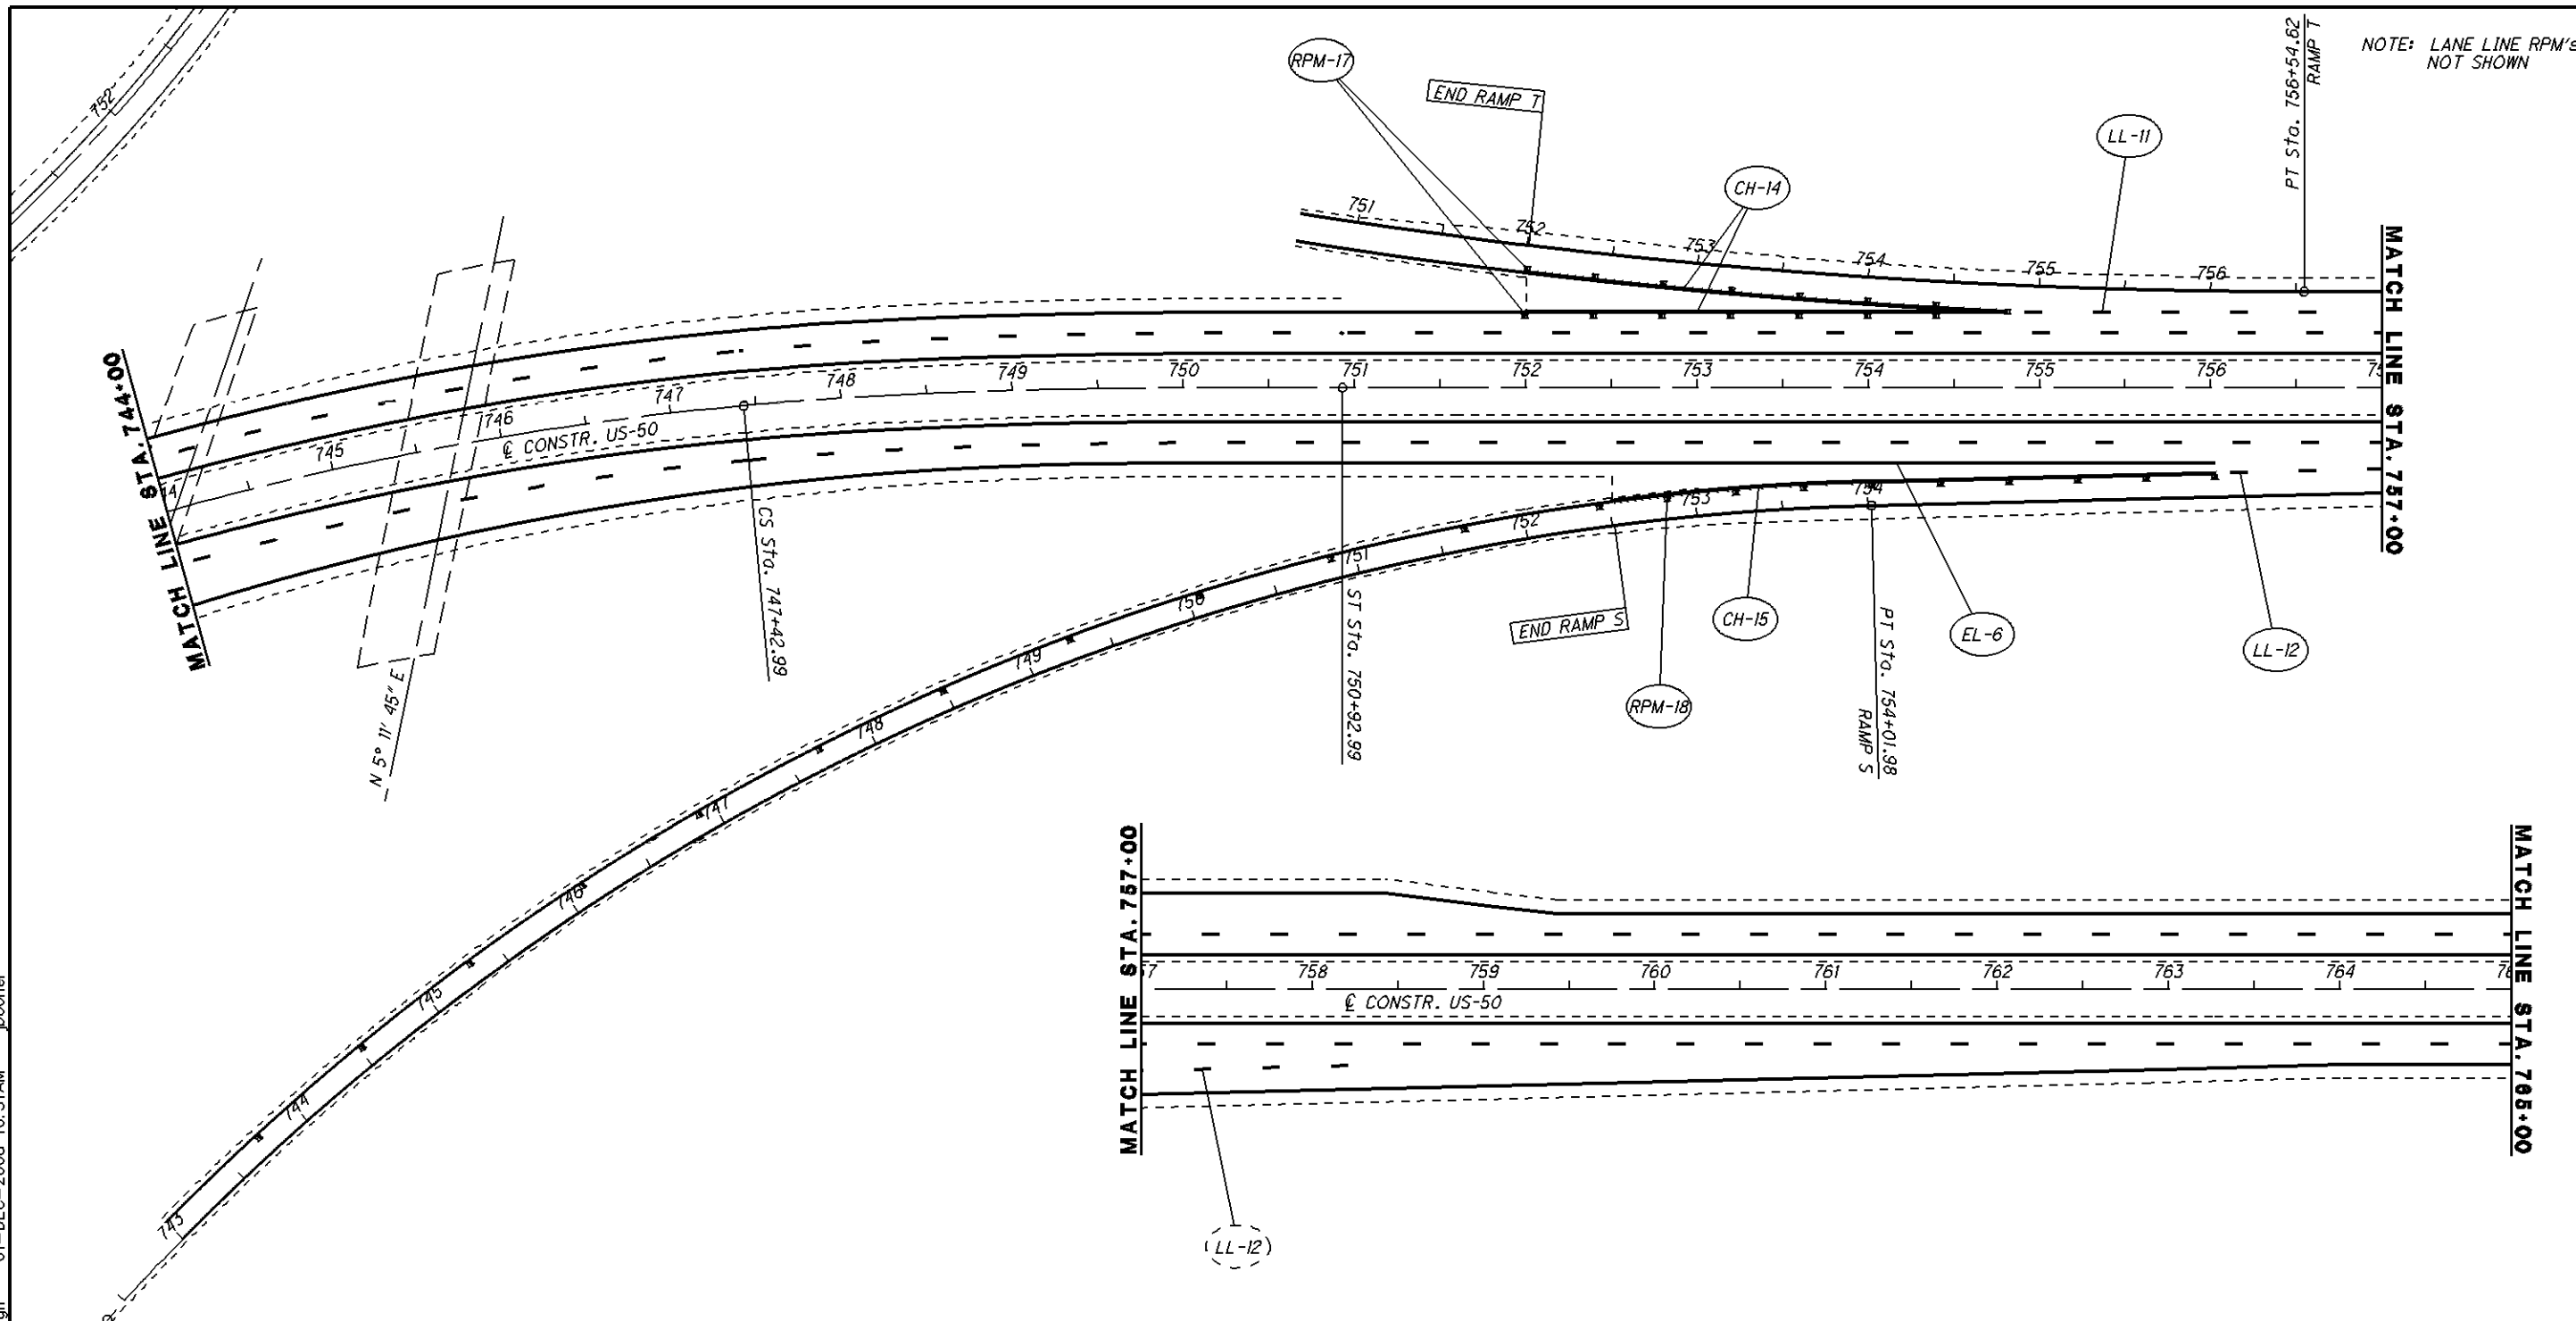 NOTE: LANE LINE RPM's
NOT SHOWN
PT Sta. 756+54.62
RAMP T
RPM-17
END RAMP T
LL-11
CH-14
752
751
752
753
754
755
756
MATCH LINE STA. 744+00
745
746
747
748
749
750
751
752
753
754
755
756
℄ CONSTR. US-50
MATCH LINE STA. 757+00
CS Sta. 747+42.99
ST Sta. 750+92.99
N 5° 11' 45" E
END RAMP S
RPM-18
CH-15
PT Sta. 754+01.98
RAMP S
EL-6
LL-12
743
744
745
746
747
748
749
750
751
752
753
754
MATCH LINE STA. 757+00
758
759
760
761
762
763
764
℄ CONSTR. US-50
MATCH LINE STA. 765+00
LL-12